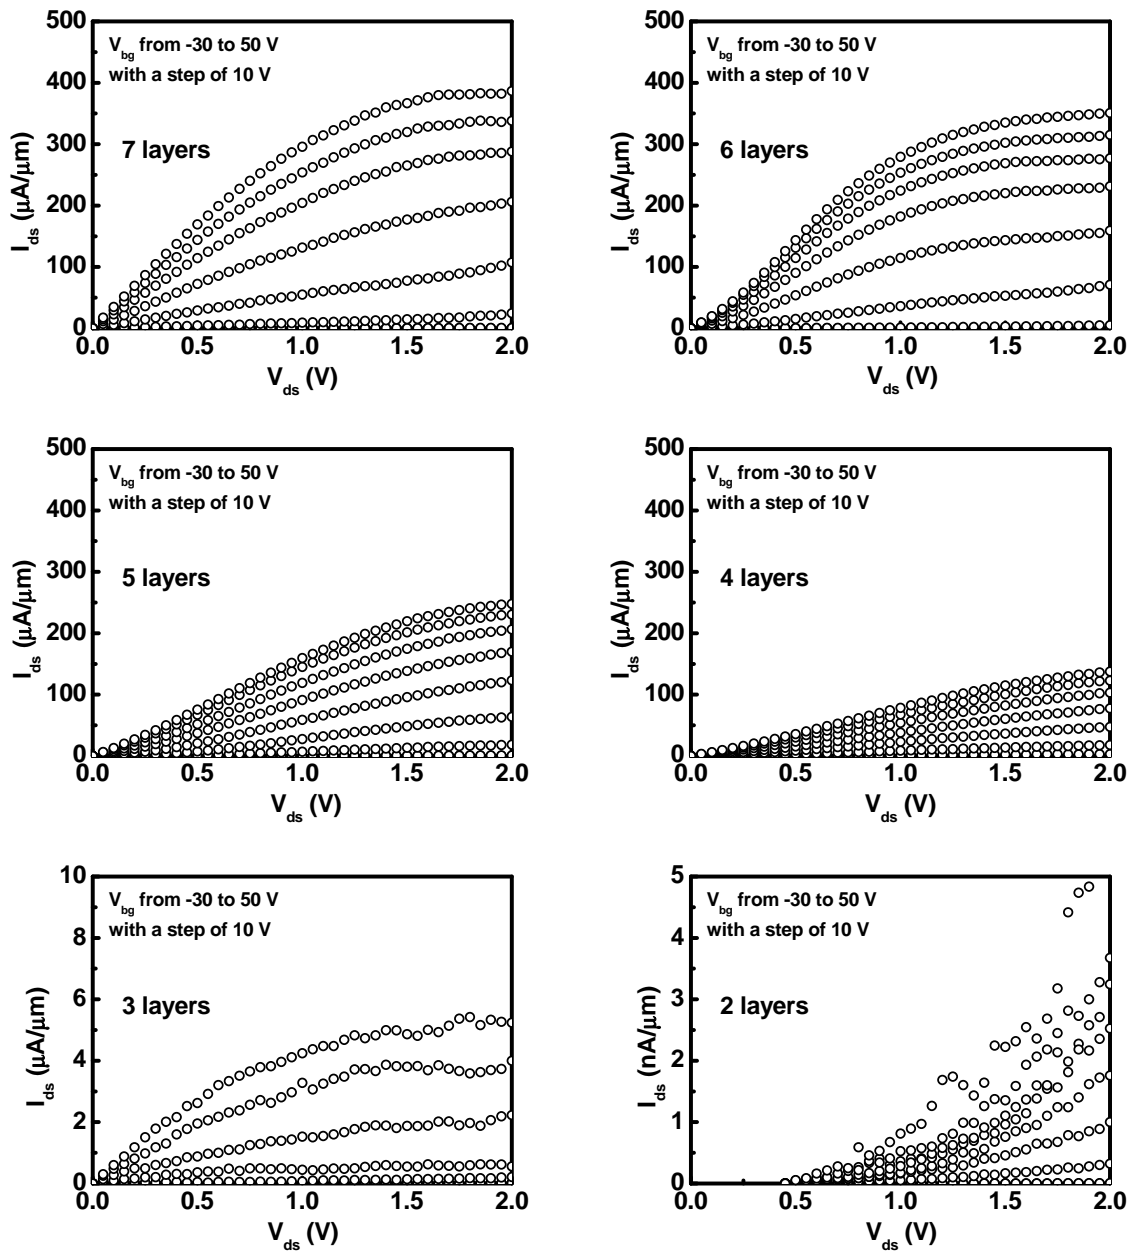 500
400
300
200
100
0
I_ds (μA/μm)
V_bg from -30 to 50 V
with a step of 10 V
7 layers
0.0 0.5 1.0 1.5 2.0
V_ds (V)
500
400
300
200
100
0
I_ds (μA/μm)
V_bg from -30 to 50 V
with a step of 10 V
6 layers
0.0 0.5 1.0 1.5 2.0
V_ds (V)
500
400
300
200
100
0
I_ds (μA/μm)
V_bg from -30 to 50 V
with a step of 10 V
5 layers
0.0 0.5 1.0 1.5 2.0
V_ds (V)
500
400
300
200
100
0
I_ds (μA/μm)
V_bg from -30 to 50 V
with a step of 10 V
4 layers
0.0 0.5 1.0 1.5 2.0
V_ds (V)
10
8
6
4
2
0
I_ds (μA/μm)
V_bg from -30 to 50 V
with a step of 10 V
3 layers
0.0 0.5 1.0 1.5 2.0
V_ds (V)
5
4
3
2
1
0
I_ds (nA/μm)
V_bg from -30 to 50 V
with a step of 10 V
2 layers
0.0 0.5 1.0 1.5 2.0
V_ds (V)